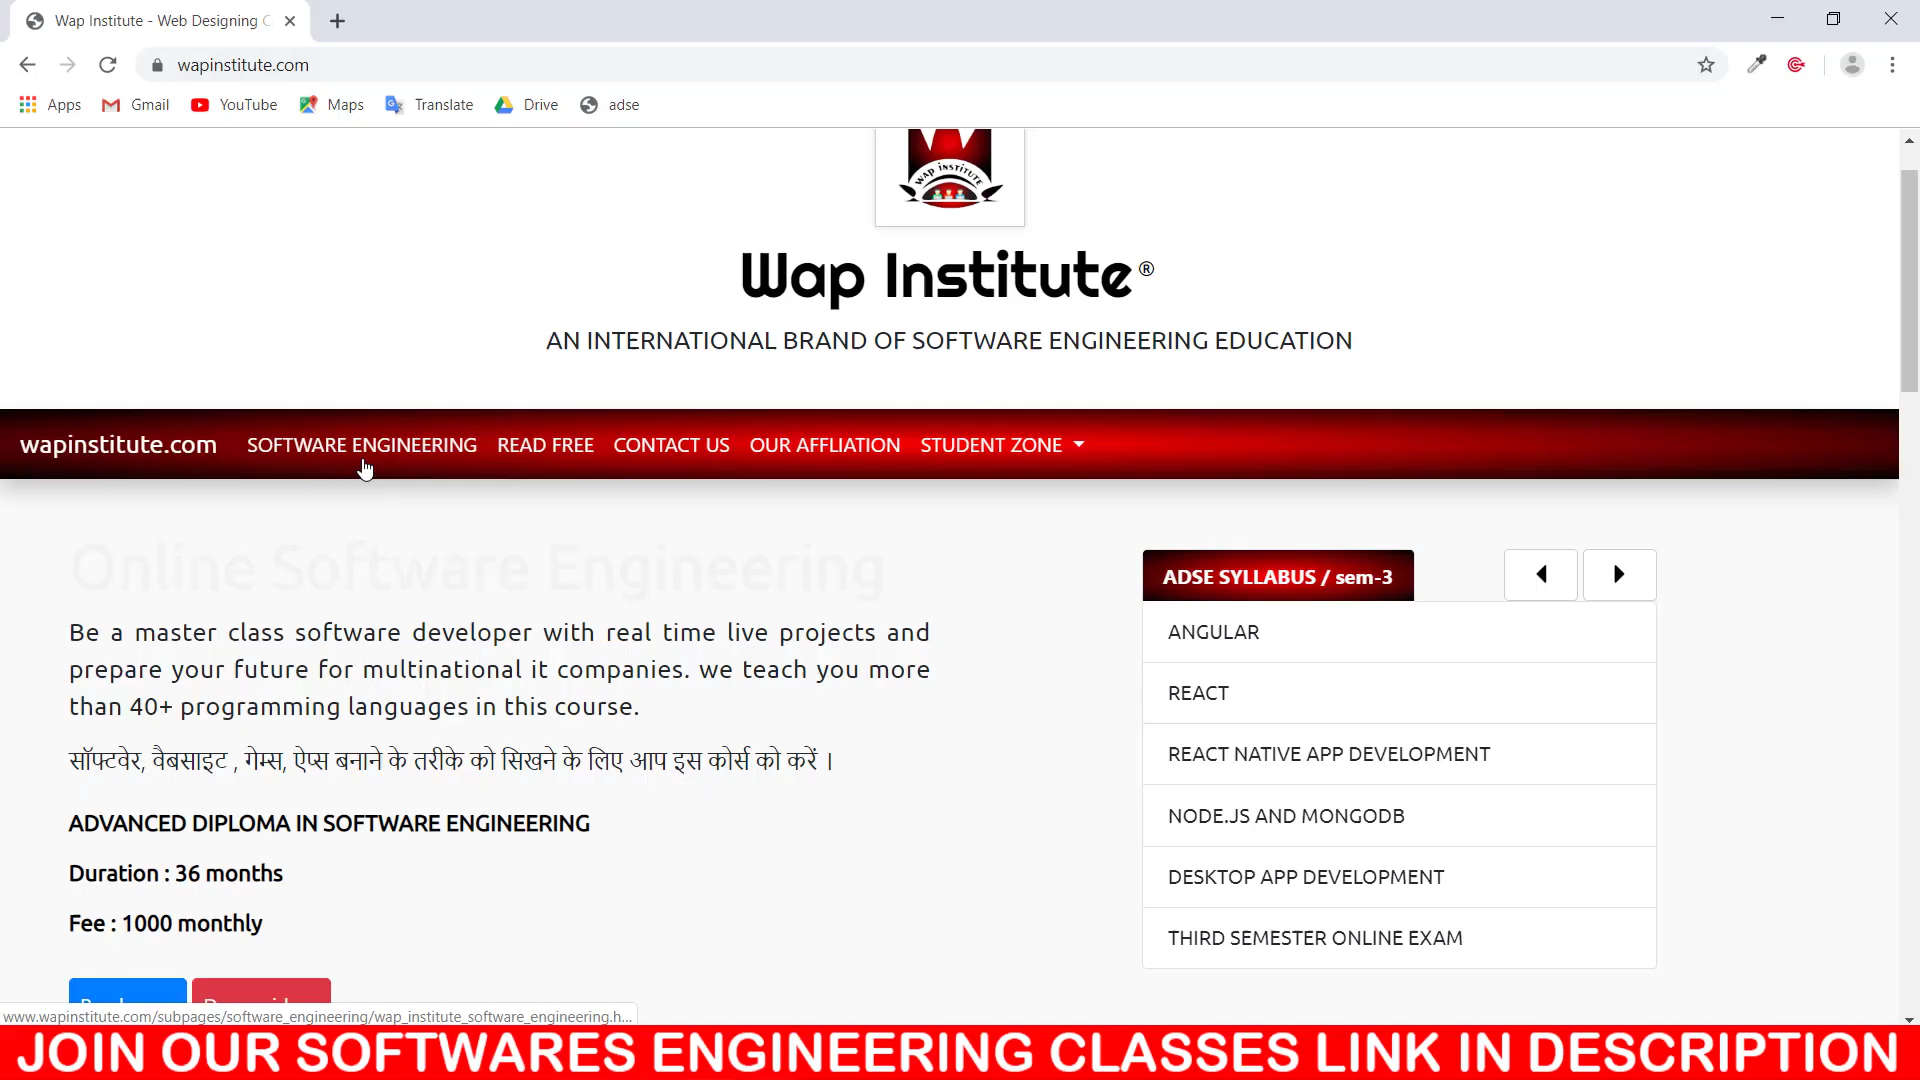 Wap Institute - Web Designing C
wapinstitute.com
Apps
Gmail
YouTube
Maps
Translate
Drive
adse
WAP INSTITUTE
Wap Institute®
AN INTERNATIONAL BRAND OF SOFTWARE ENGINEERING EDUCATION
wapinstitute.com
SOFTWARE ENGINEERING
READ FREE
CONTACT US
OUR AFFLIATION
STUDENT ZONE
Online Software Engineering
Be a master class software developer with real time live projects and
prepare your future for multinational it companies. we teach you more
than 40+ programming languages in this course.
सॉफ्टवेर, वैबसाइट , गेम्स, ऐप्स बनाने के तरीके को सिखने के लिए आप इस कोर्स को करें ।
ADVANCED DIPLOMA IN SOFTWARE ENGINEERING
Duration : 36 months
Fee : 1000 monthly
ADSE SYLLABUS / sem-3
ANGULAR
REACT
REACT NATIVE APP DEVELOPMENT
NODE.JS AND MONGODB
DESKTOP APP DEVELOPMENT
THIRD SEMESTER ONLINE EXAM
www.wapinstitute.com/subpages/software_engineering/wap_institute_software_engineering.h...
JOIN OUR SOFTWARES ENGINEERING CLASSES LINK IN DESCRIPTION